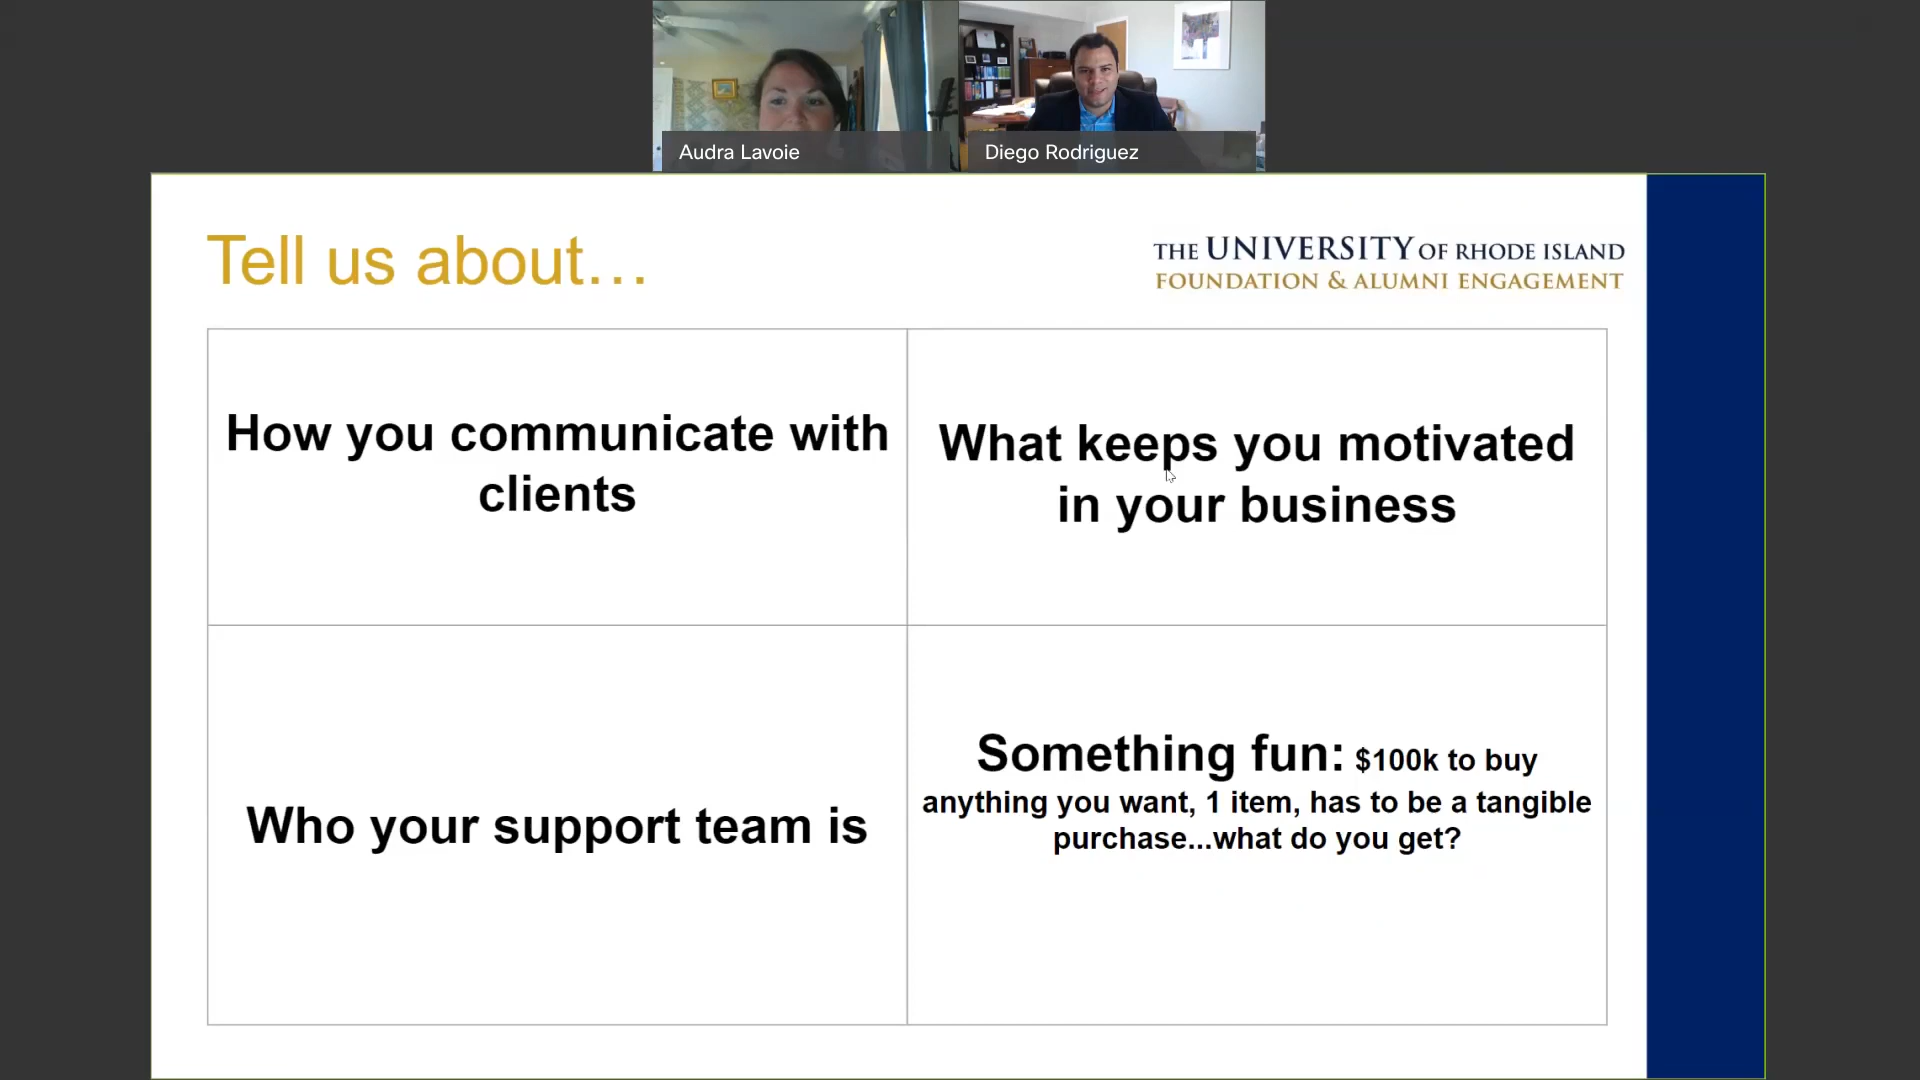 Audra Lavoie
Diego Rodriguez
Tell us about…
THE UNIVERSITY OF RHODE ISLAND
FOUNDATION & ALUMNI ENGAGEMENT
How you communicate with
clients
What keeps you motivated
in your business
Who your support team is
Something fun: $100k to buy
anything you want, 1 item, has to be a tangible
purchase...what do you get?